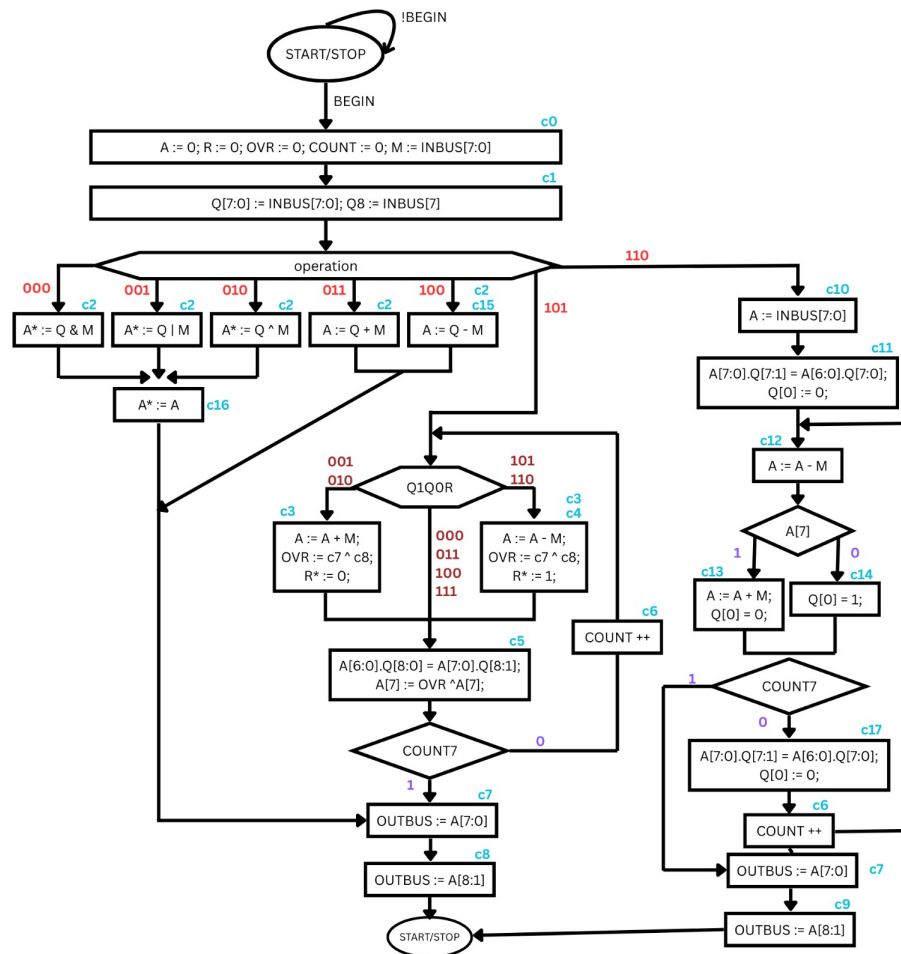 !BEGIN
START/STOP
BEGIN
c0
A := 0; R := 0; OVR := 0; COUNT := 0; M := INBUS[7:0]
c1
Q[7:0] := INBUS[7:0]; Q8 := INBUS[7]
operation
000
001
010
011
100
101
110
c2
A* := Q & M
c2
A* := Q | M
c2
A* := Q ^ M
c2
A := Q + M
c2
c15
A := Q - M
A* := A
c16
Q1Q0R
001
010
101
110
000
011
100
111
c3
A := A + M;
OVR := c7 ^ c8;
R* := 0;
c3
c4
A := A - M;
OVR := c7 ^ c8;
R* := 1;
c6
COUNT ++
c5
A[6:0].Q[8:0] = A[7:0].Q[8:1];
A[7] := OVR ^A[7];
COUNT7
0
1
c7
OUTBUS := A[7:0]
c8
OUTBUS := A[8:1]
START/STOP
c10
A := INBUS[7:0]
c11
A[7:0].Q[7:1] = A[6:0].Q[7:0];
Q[0] := 0;
c12
A := A - M
A[7]
1
0
c13
A := A + M;
Q[0] = 0;
c14
Q[0] = 1;
COUNT7
1
0
c17
A[7:0].Q[7:1] = A[6:0].Q[7:0];
Q[0] := 0;
c6
COUNT ++
OUTBUS := A[7:0]
c7
c9
OUTBUS := A[8:1]